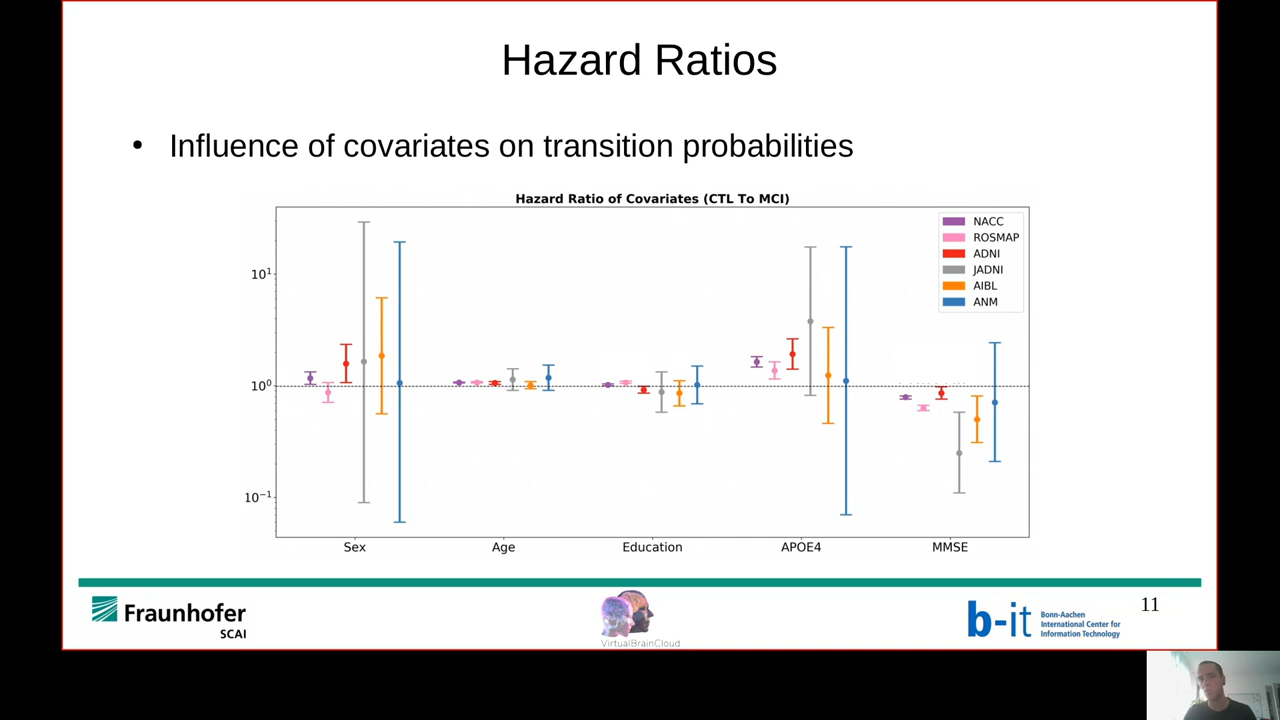 Hazard Ratios
• Influence of covariates on transition probabilities
Hazard Ratio of Covariates (CTL To MCI)
NACC
ROSMAP
ADNI
JADNI
AIBL
ANM
10¹
10⁰
10⁻¹
Sex Age Education APOE4 MMSE
Fraunhofer
SCAI
VirtualBrainCloud
b-it
Bonn-Aachen
International Center for
Information Technology
11